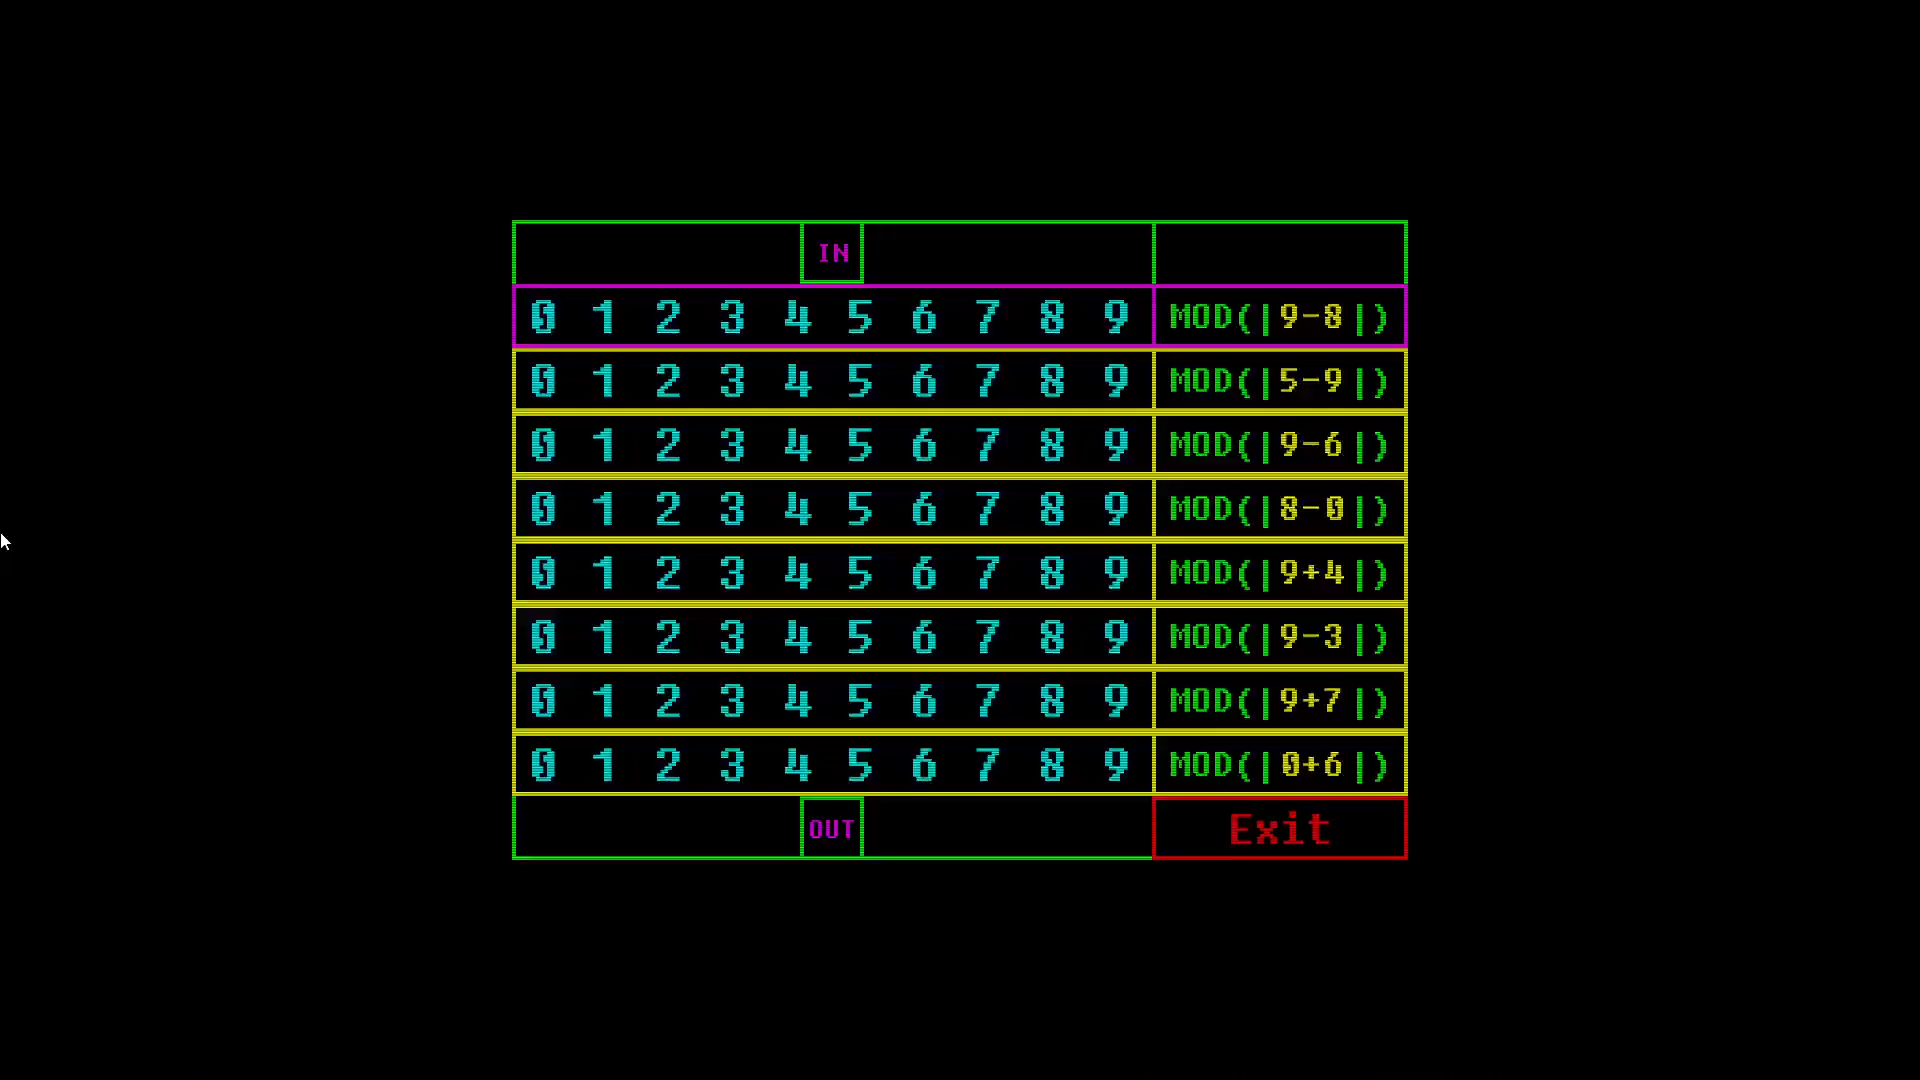 IN
0 1 2 3 4 5 6 7 8 9 MOD(|9-8|)
0 1 2 3 4 5 6 7 8 9 MOD(|5-9|)
0 1 2 3 4 5 6 7 8 9 MOD(|9-6|)
0 1 2 3 4 5 6 7 8 9 MOD(|8-0|)
0 1 2 3 4 5 6 7 8 9 MOD(|9+4|)
0 1 2 3 4 5 6 7 8 9 MOD(|9-3|)
0 1 2 3 4 5 6 7 8 9 MOD(|9+7|)
0 1 2 3 4 5 6 7 8 9 MOD(|0+6|)
OUT Exit